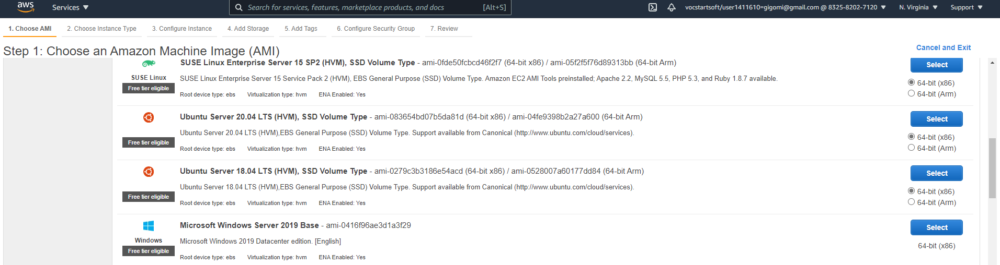 aws Services Search for services, features, marketplace products, and docs [Alt+S] vocstartsoft/user1411610=gigomi@gmail.com @ 8325-8202-7120 N. Virginia Support
1. Choose AMI 2. Choose Instance Type 3. Configure Instance 4. Add Storage 5. Add Tags 6. Configure Security Group 7. Review
Step 1: Choose an Amazon Machine Image (AMI) Cancel and Exit
SUSE Linux Enterprise Server 15 SP2 (HVM), SSD Volume Type - ami-0fde50fcbcd46f2f7 (64-bit x86) / ami-05f2f5f76d89313bb (64-bit Arm) Select
SUSE Linux SUSE Linux Enterprise Server 15 Service Pack 2 (HVM), EBS General Purpose (SSD) Volume Type. Amazon EC2 AMI Tools preinstalled; Apache 2.2, MySQL 5.5, PHP 5.3, and Ruby 1.8.7 available. 64-bit (x86)
Free tier eligible Root device type: ebs Virtualization type: hvm ENA Enabled: Yes 64-bit (Arm)
Ubuntu Server 20.04 LTS (HVM), SSD Volume Type - ami-083654bd07b5da81d (64-bit x86) / ami-04fe9398b2a27a600 (64-bit Arm) Select
Ubuntu Server 20.04 LTS (HVM),EBS General Purpose (SSD) Volume Type. Support available from Canonical (http://www.ubuntu.com/cloud/services). 64-bit (x86)
Free tier eligible Root device type: ebs Virtualization type: hvm ENA Enabled: Yes 64-bit (Arm)
Ubuntu Server 18.04 LTS (HVM), SSD Volume Type - ami-0279c3b3186e54acd (64-bit x86) / ami-0528007a60177dd84 (64-bit Arm) Select
Ubuntu Server 18.04 LTS (HVM),EBS General Purpose (SSD) Volume Type. Support available from Canonical (http://www.ubuntu.com/cloud/services). 64-bit (x86)
Free tier eligible Root device type: ebs Virtualization type: hvm ENA Enabled: Yes 64-bit (Arm)
Microsoft Windows Server 2019 Base - ami-0416f96ae3d1a3f29 Select
Windows Microsoft Windows 2019 Datacenter edition. [English] 64-bit (x86)
Free tier eligible Root device type: ebs Virtualization type: hvm ENA Enabled: Yes